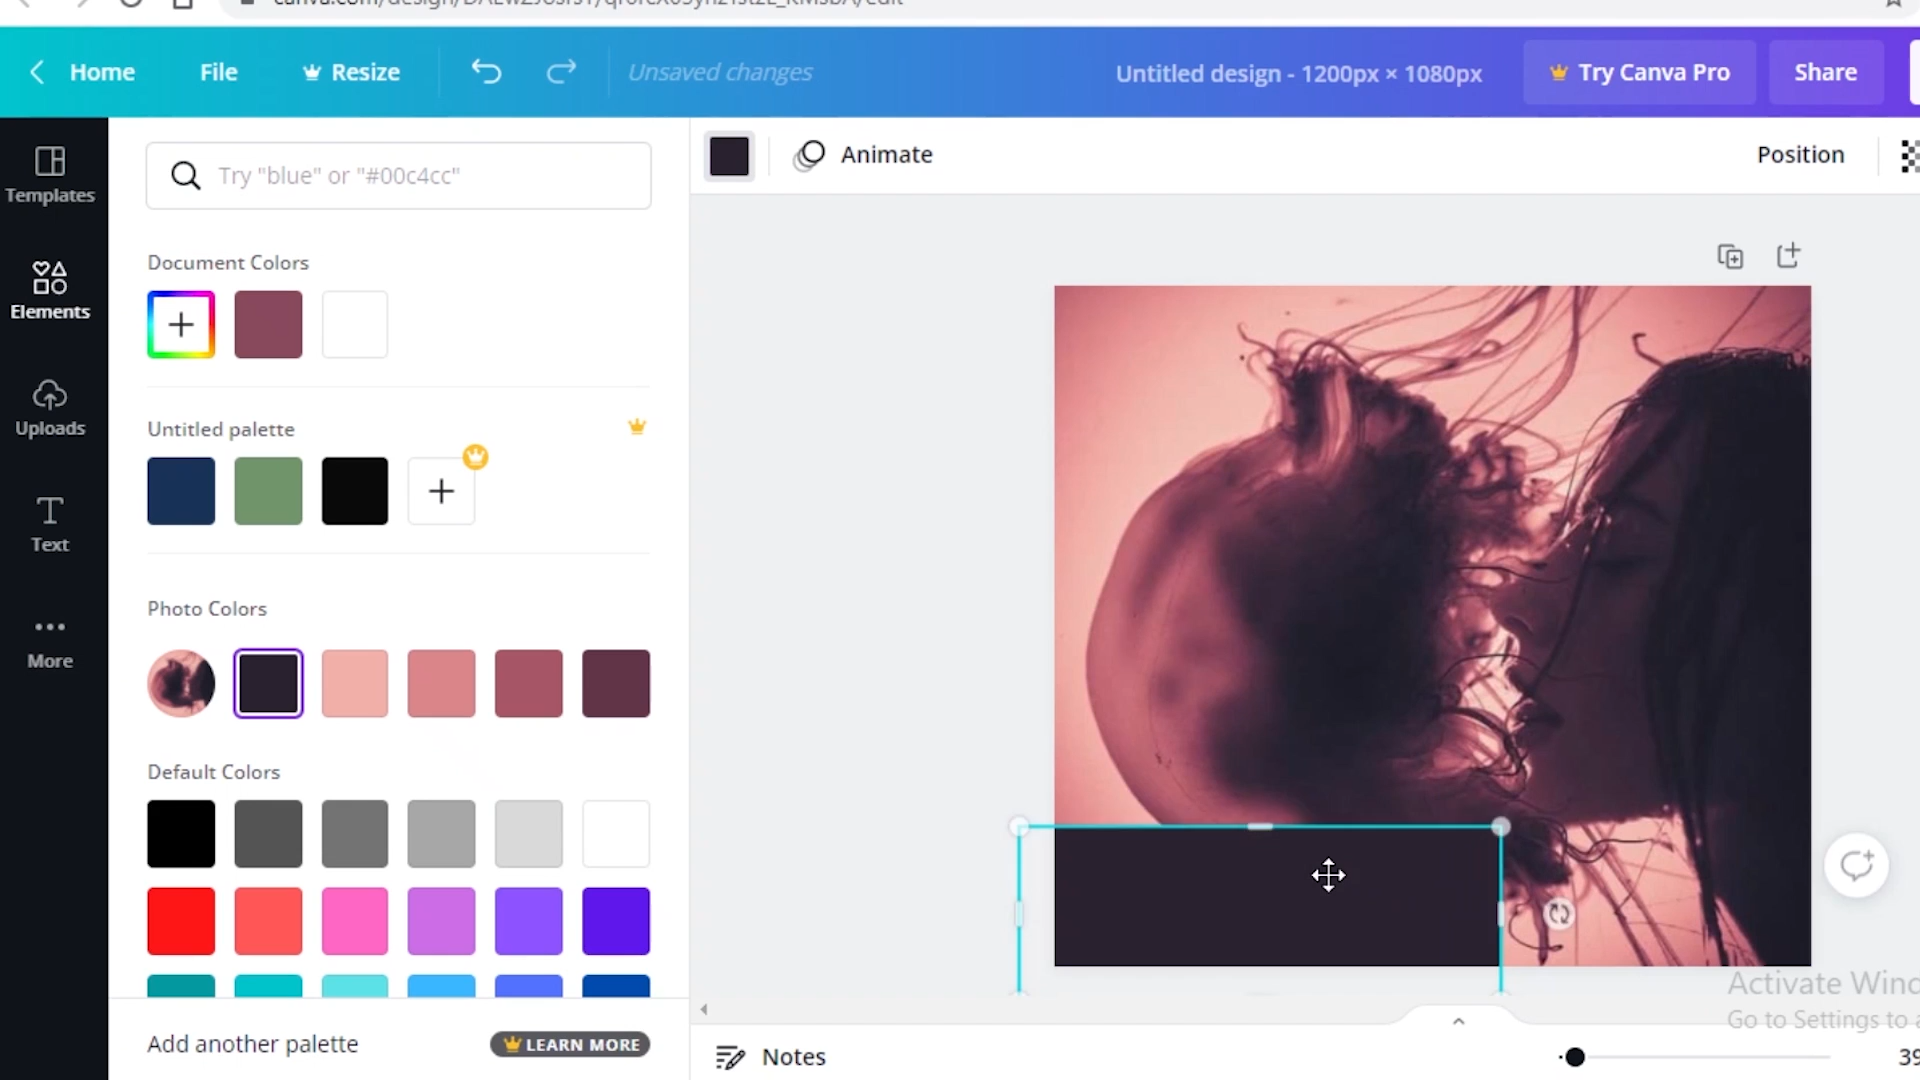 Home
File
Resize
Unsaved changes
Untitled design - 1200px × 1080px
Try Canva Pro
Share
Templates
Elements
Uploads
Text
More
Try "blue" or "#00c4cc"
Document Colors
Untitled palette
Photo Colors
Default Colors
Add another palette
LEARN MORE
Animate
Position
Activate
Go to Settings to
Notes